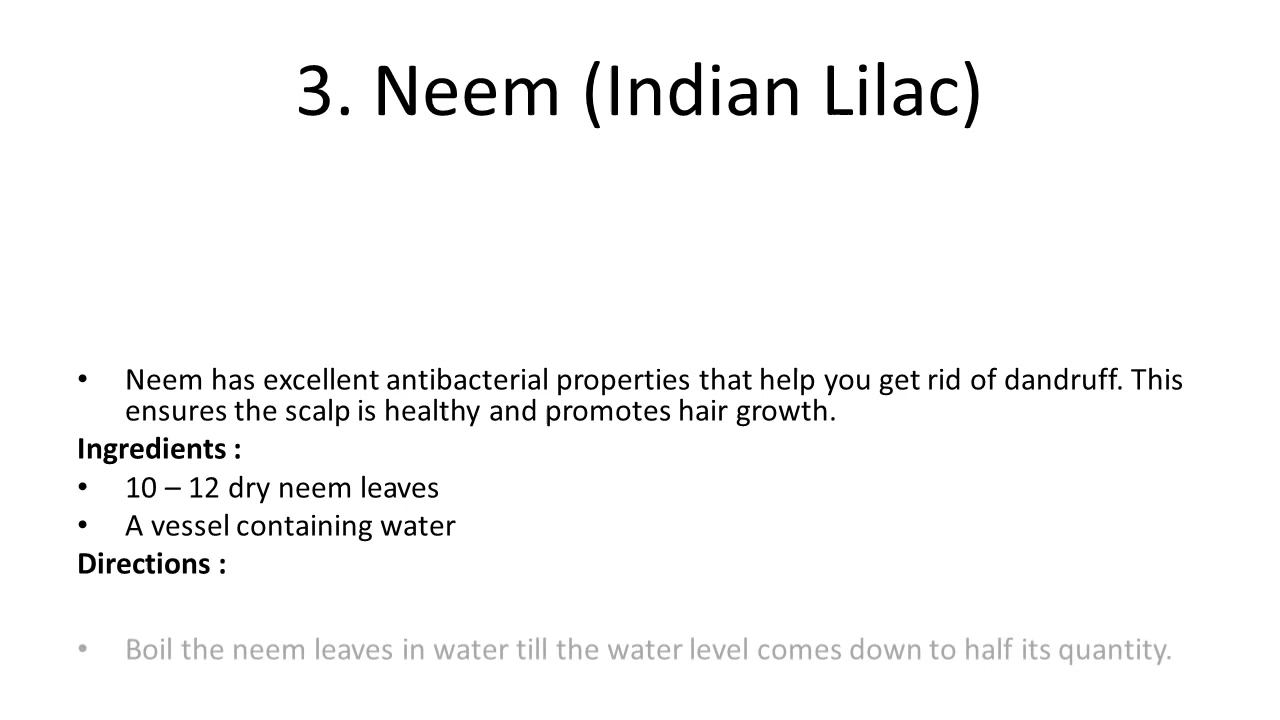 3. Neem (Indian Lilac)
• Neem has excellent antibacterial properties that help you get rid of dandruff. This
ensures the scalp is healthy and promotes hair growth.
Ingredients :
• 10 – 12 dry neem leaves
• A vessel containing water
Directions :
• Boil the neem leaves in water till the water level comes down to half its quantity.